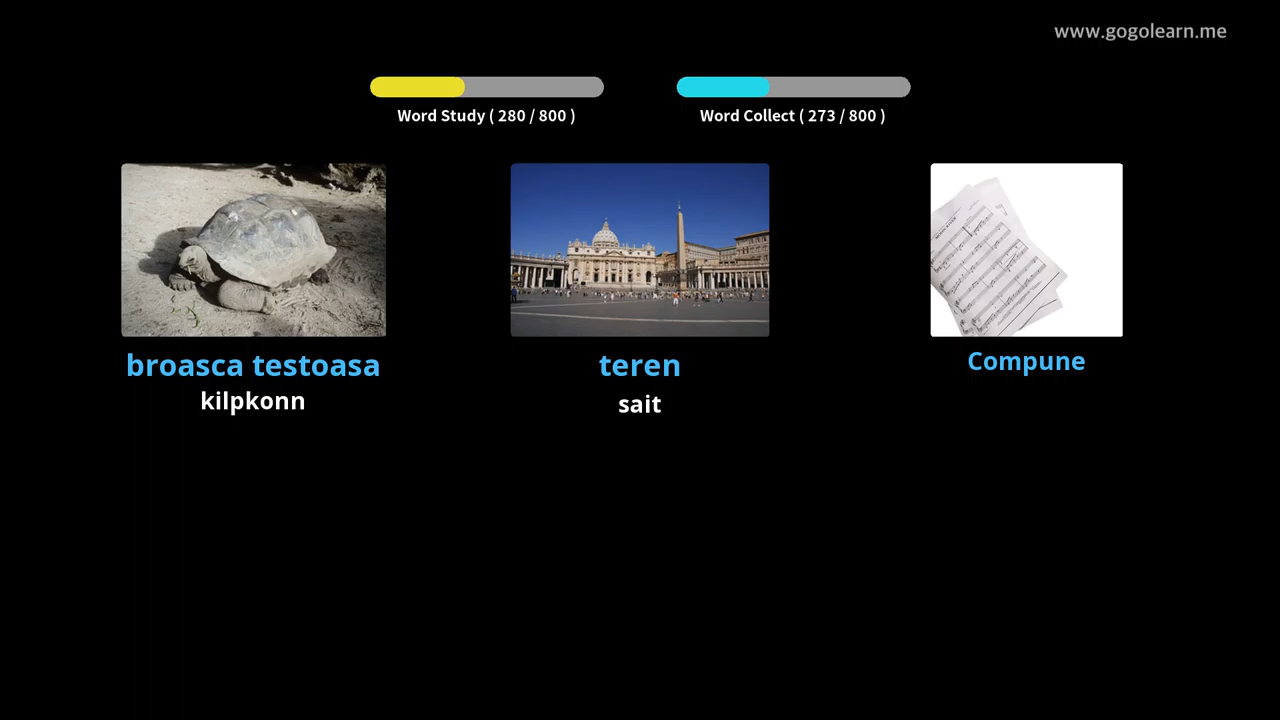 www.gogolearn.me
Word Study ( 280 / 800 )
Word Collect ( 273 / 800 )
broasca testoasa
kilpkonn
teren
sait
Compune